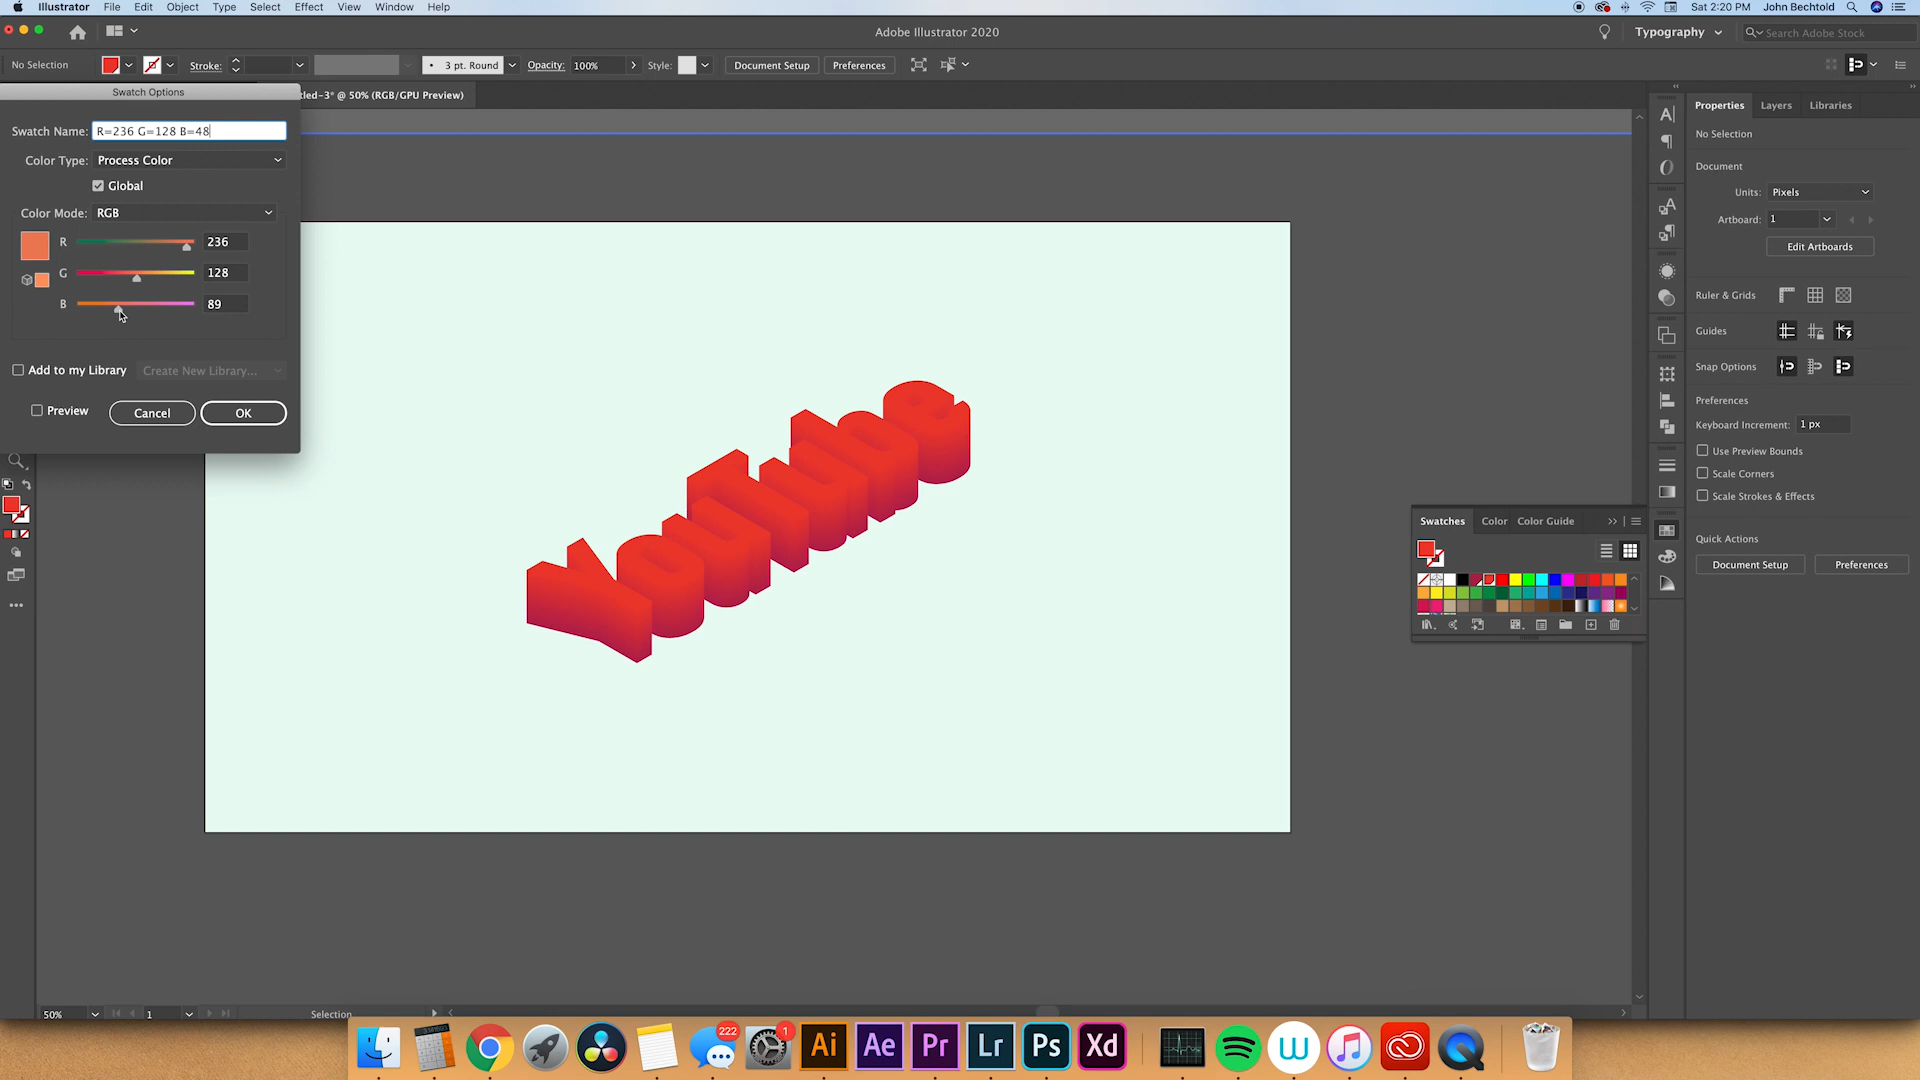 Illustrator File Edit Object Type Select Effect View Window Help
Sat 2:20 PM John Bechtold
Adobe Illustrator 2020
Typography
Search Adobe Stock
No Selection
Stroke:
3 pt. Round
Opacity: 100%
Style:
Document Setup
Preferences
Swatch Options
tled-3* @ 50% (RGB/GPU Preview)
Swatch Name: R=236 G=128 B=48
Color Type: Process Color
Global
Color Mode: RGB
R 236
G 128
B 89
Add to my Library Create New Library...
Preview Cancel OK
YouTube
Properties Layers Libraries
No Selection
Document
Units: Pixels
Artboard: 1
Edit Artboards
Ruler & Grids
Guides
Snap Options
Preferences
Keyboard Increment: 1 px
Use Preview Bounds
Scale Corners
Scale Strokes & Effects
Quick Actions
Document Setup Preferences
Swatches Color Color Guide
50% 1 Selection
222
1
Ai Ae Pr Lr Ps Xd